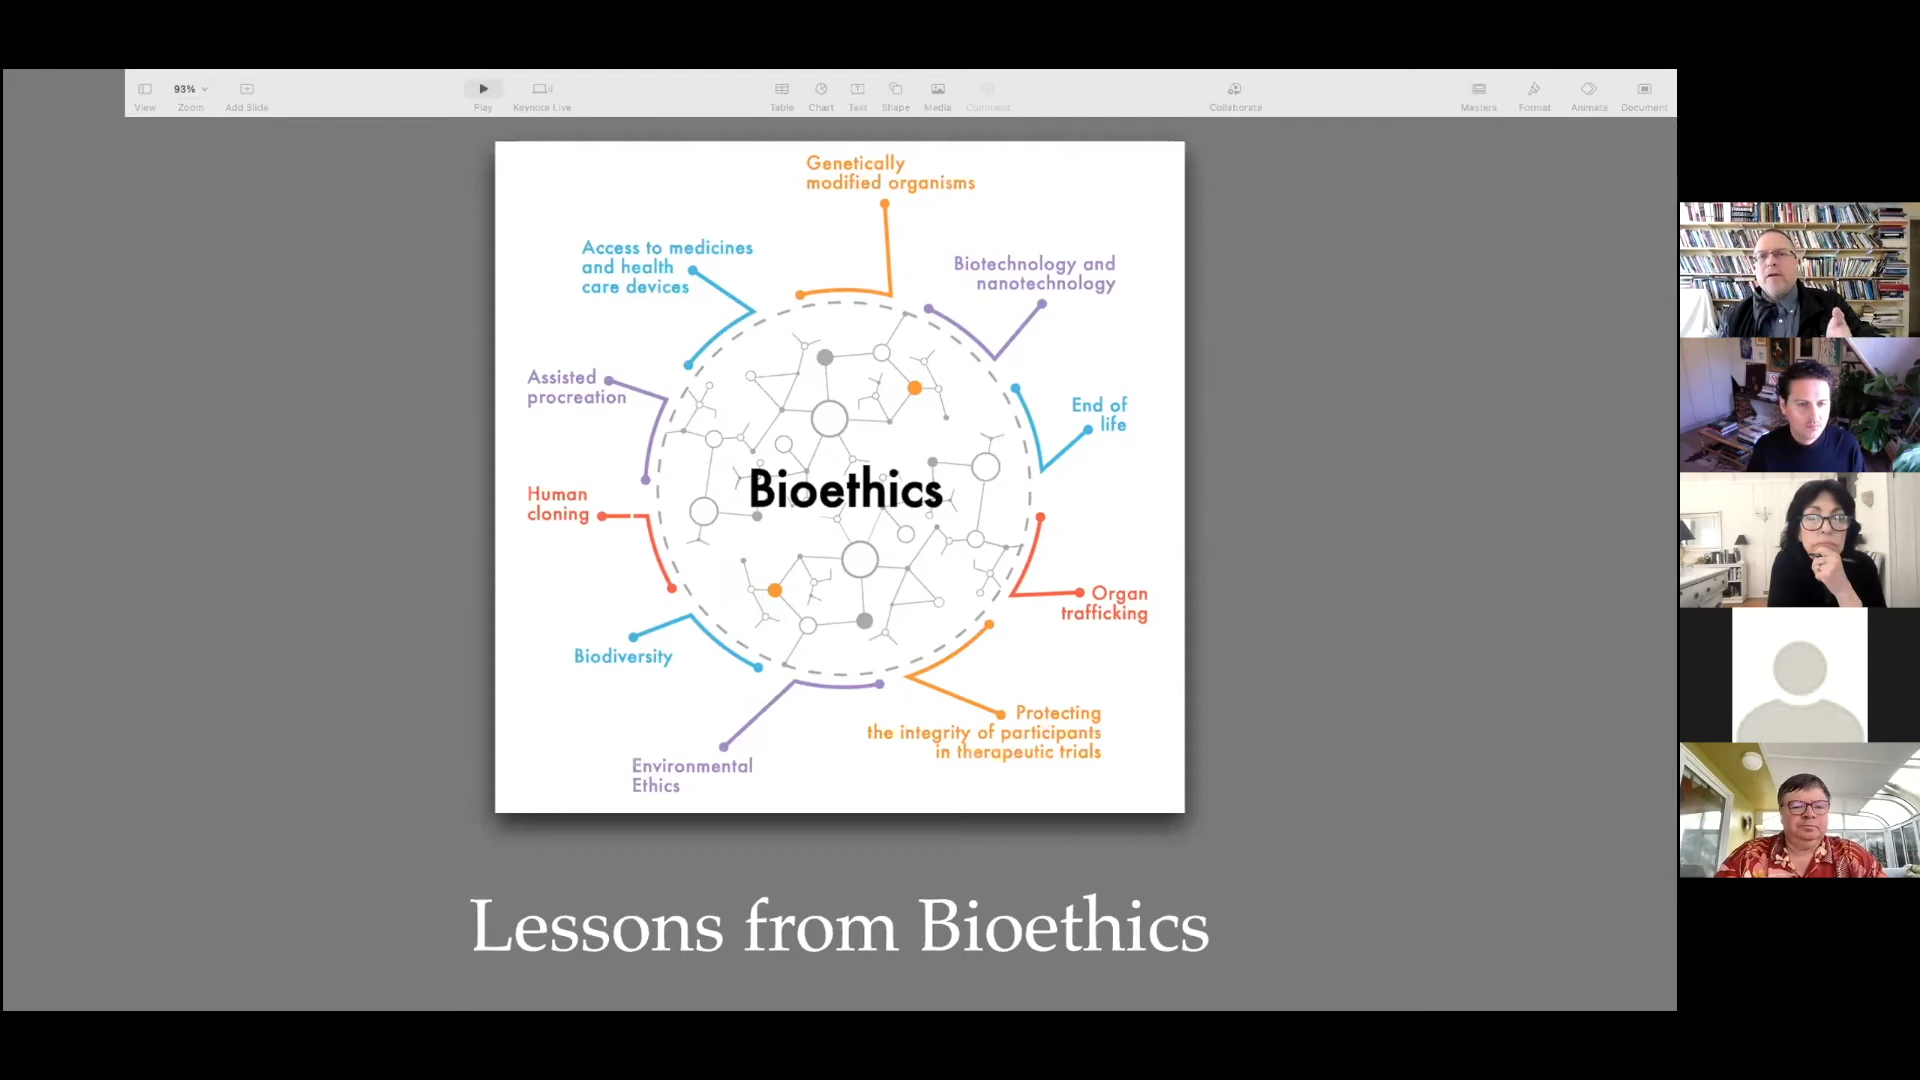 93%
View
Zoom
Add Slide
Play
Keynote Live
Table
Chart
Text
Shape
Media
Comment
Collaborate
Masters
Format
Animate
Document
Genetically
modified organisms
Access to medicines
and health
care devices
Biotechnology and
nanotechnology
Assisted
procreation
End of
life
Bioethics
Human
cloning
Organ
trafficking
Biodiversity
Protecting
the integrity of participants
in therapeutic trials
Environmental
Ethics
Lessons from Bioethics